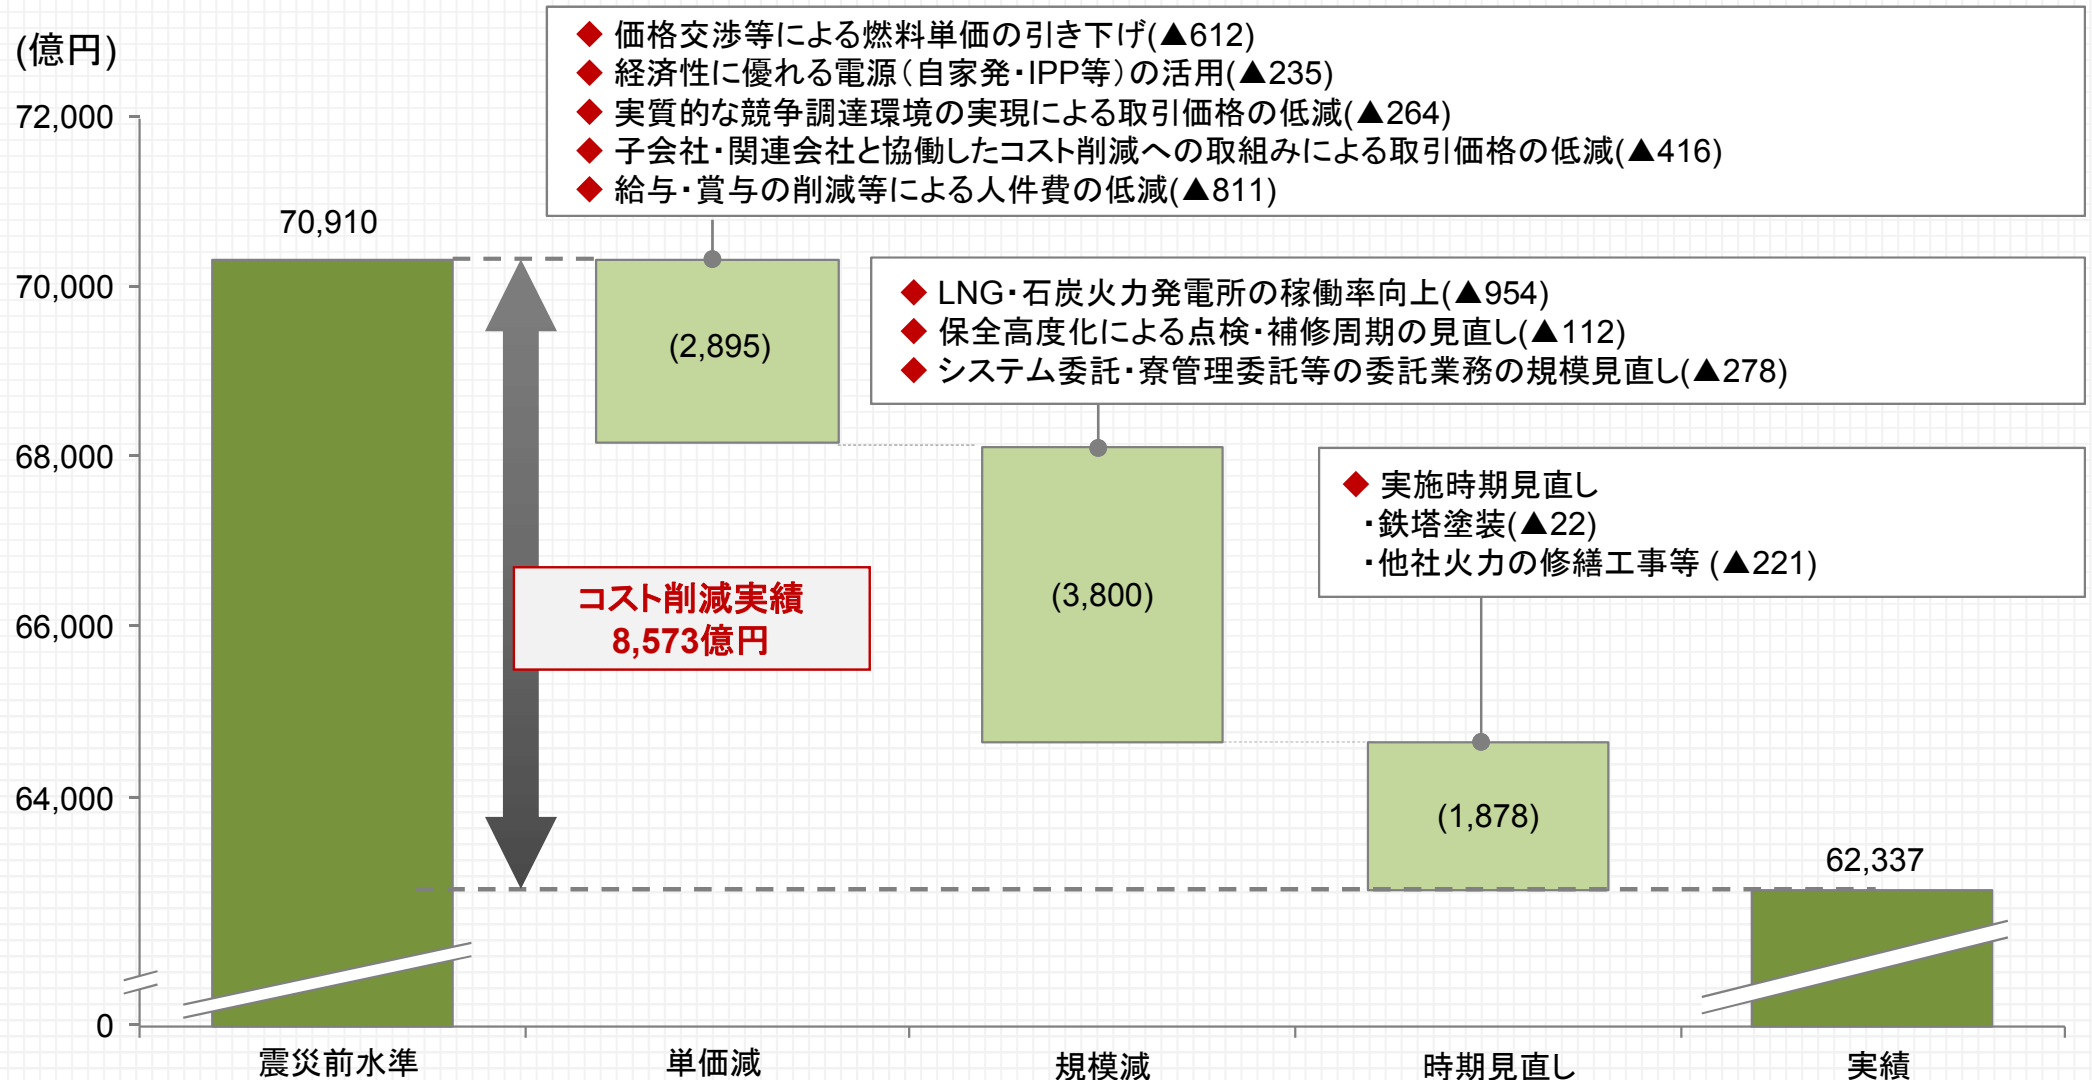 (億円)
◆ 価格交渉等による燃料単価の引き下げ(▲612)
◆ 経済性に優れる電源（自家発・IPP等）の活用(▲235)
◆ 実質的な競争調達環境の実現による取引価格の低減(▲264)
◆ 子会社・関連会社と協働したコスト削減への取組みによる取引価格の低減(▲416)
◆ 給与・賞与の削減等による人件費の低減(▲811)
72,000
70,000
68,000
66,000
64,000
0
70,910
(2,895)
◆ LNG・石炭火力発電所の稼働率向上(▲954)
◆ 保全高度化による点検・補修周期の見直し(▲112)
◆ システム委託・寮管理委託等の委託業務の規模見直し(▲278)
(3,800)
◆ 実施時期見直し
・鉄塔塗装(▲22)
・他社火力の修繕工事等 (▲221)
コスト削減実績
8,573億円
(1,878)
62,337
震災前水準
単価減
規模減
時期見直し
実績